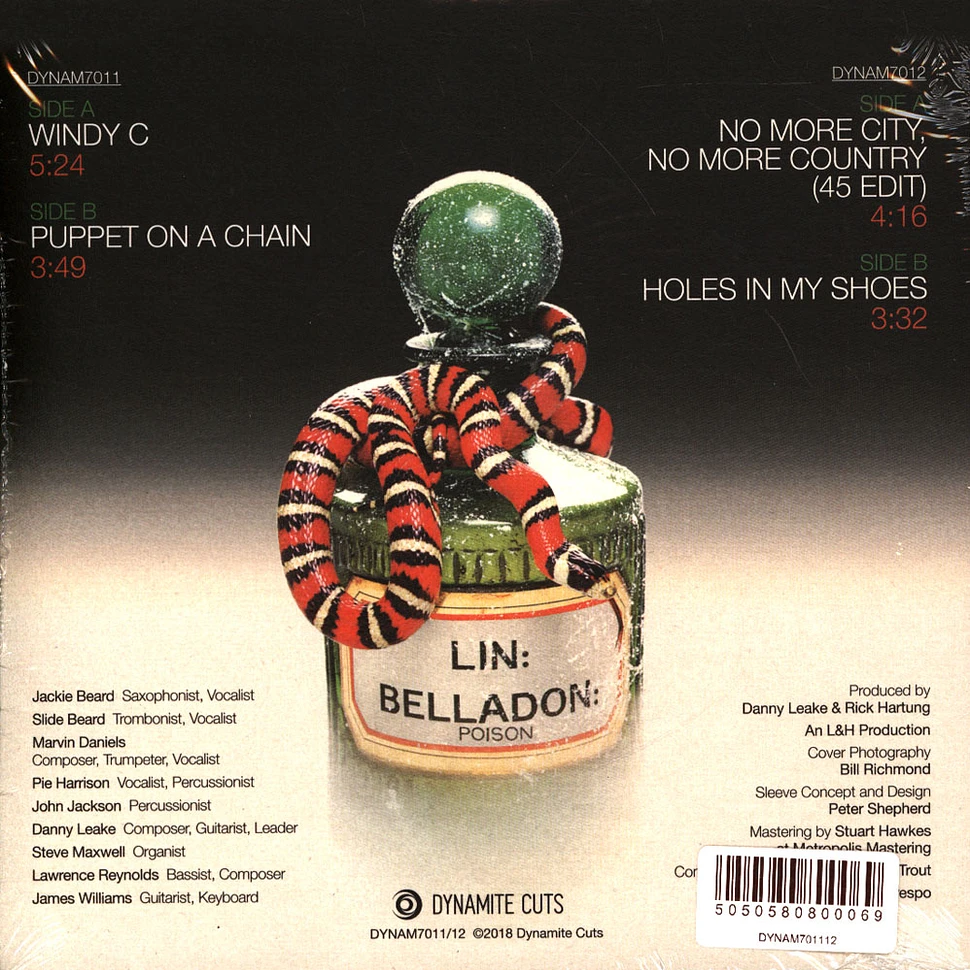 DYNAM7011
SIDE A
WINDY C
5:24
SIDE B
PUPPET ON A CHAIN
3:49
DYNAM7012
SIDE A
NO MORE CITY,
NO MORE COUNTRY
(45 EDIT)
4:16
SIDE B
HOLES IN MY SHOES
3:32
LIN:
BELLADON:
POISON
Jackie Beard Saxophonist, Vocalist
Slide Beard Trombonist, Vocalist
Marvin Daniels
Composer, Trumpeter, Vocalist
Pie Harrison Vocalist, Percussionist
John Jackson Percussionist
Danny Leake Composer, Guitarist, Leader
Steve Maxwell Organist
Lawrence Reynolds Bassist, Composer
James Williams Guitarist, Keyboard
Produced by
Danny Leake & Rick Hartung
An L&H Production
Cover Photography
Bill Richmond
Sleeve Concept and Design
Peter Shepherd
Mastering by Stuart Hawkes
at Metropolis Mastering
Trout
DYNAMITE CUTS
DYNAM7011/12 ©2018 Dynamite Cuts
5050580800069
DYNAM701112